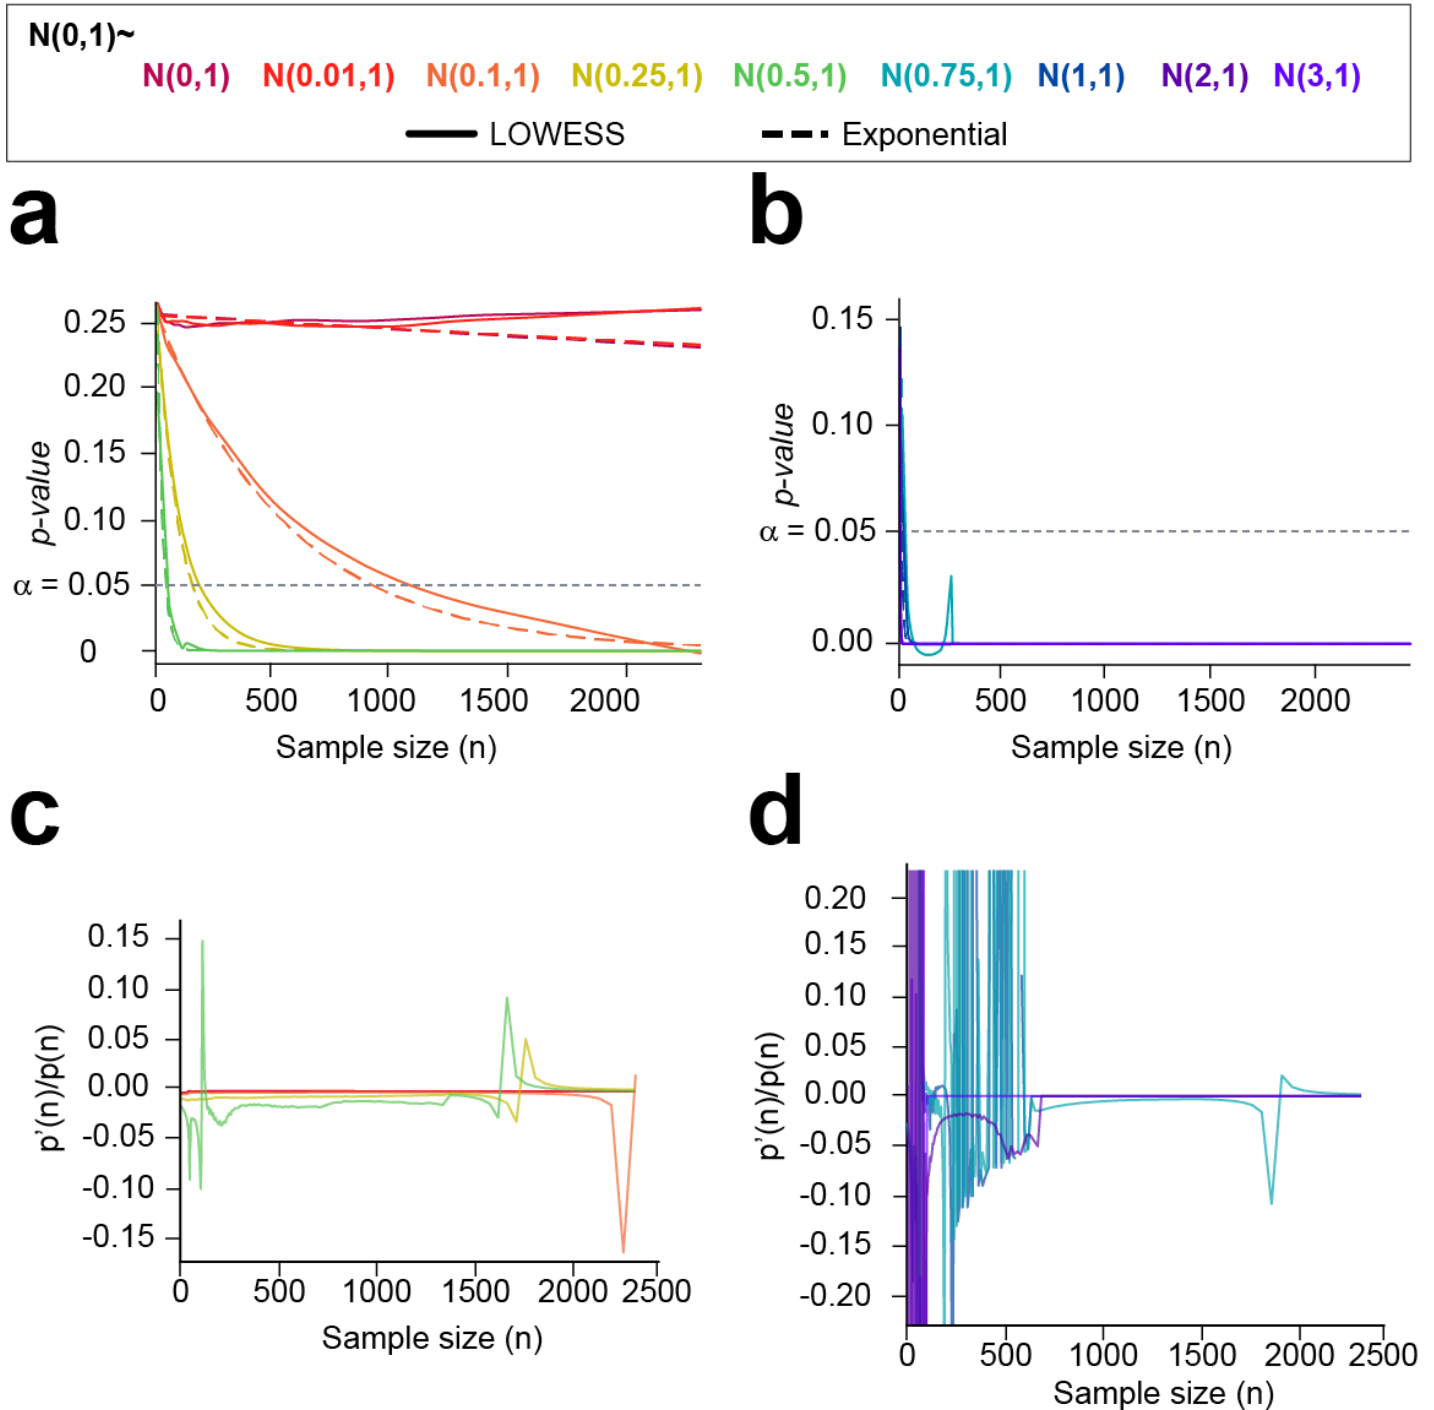 N(0,1)~
N(0,1) N(0.01,1) N(0.1,1) N(0.25,1) N(0.5,1) N(0.75,1) N(1,1) N(2,1) N(3,1)
LOWESS Exponential
a
0.25
0.20
0.15
0.10
α = 0.05
0
p-value
0 500 1000 1500 2000
Sample size (n)
b
0.15
0.10
α = 0.05
0.00
p-value
0 500 1000 1500 2000
Sample size (n)
c
0.15
0.10
0.05
0.00
-0.05
-0.10
-0.15
p’(n)/p(n)
0 500 1000 1500 2000 2500
Sample size (n)
d
0.20
0.15
0.10
0.05
0.00
-0.05
-0.10
-0.15
-0.20
p’(n)/p(n)
0 500 1000 1500 2000 2500
Sample size (n)